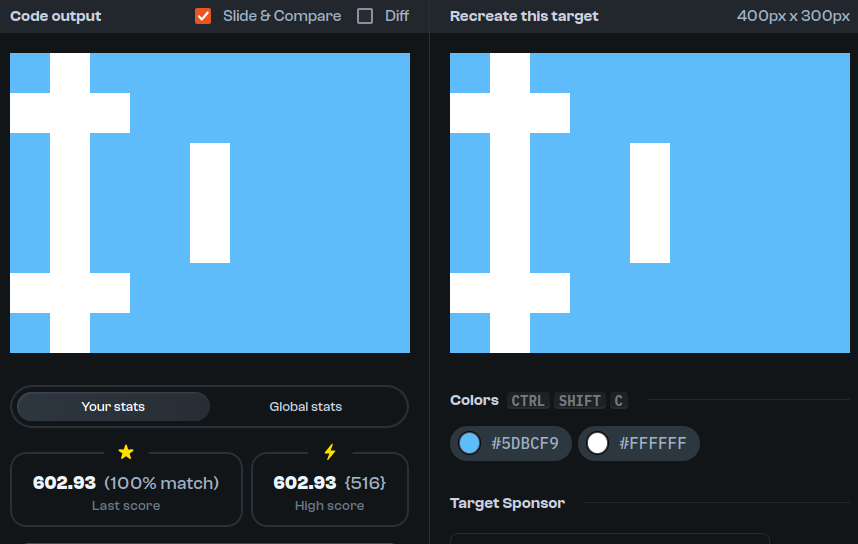 Code output
Slide & Compare
Diff
Recreate this target
400px x 300px
Your stats
Global stats
602.93 (100% match)
Last score
602.93 {516}
High score
Colors CTRL SHIFT C
#5DBCF9
#FFFFFF
Target Sponsor